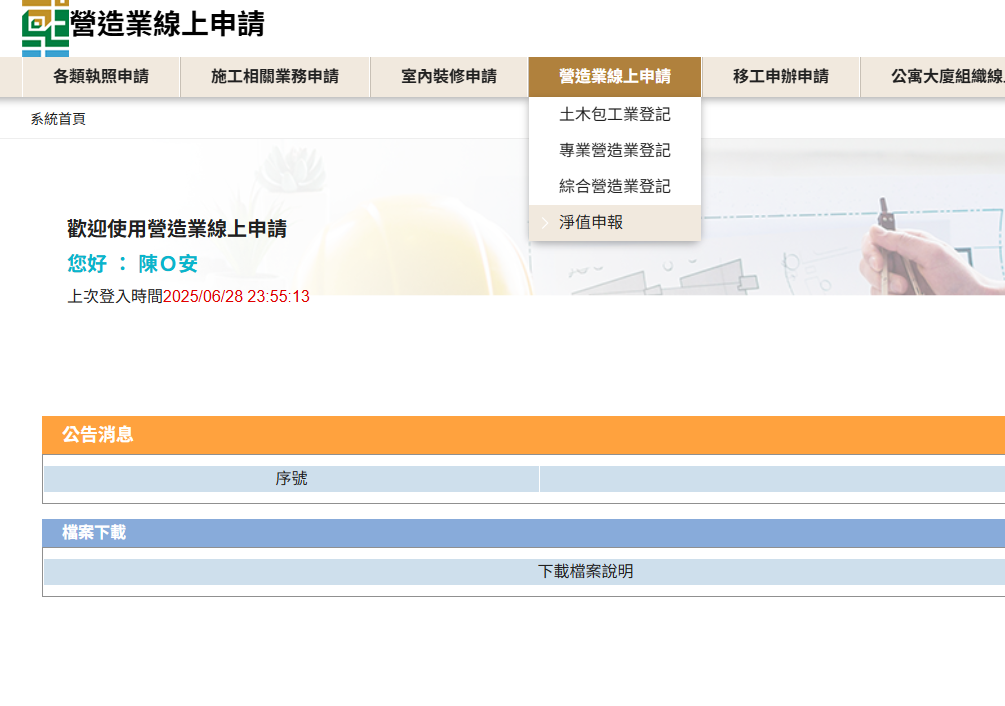 營造業線上申請
各類執照申請 施工相關業務申請 室內裝修申請 營造業線上申請 移工申辦申請 公寓大廈組織線
土木包工業登記
系統首頁
專業營造業登記
綜合營造業登記
淨值申報
歡迎使用營造業線上申請
您好 : 陳O安
上次登入時間2025/06/28 23:55:13
公告消息
序號
檔案下載
下載檔案說明